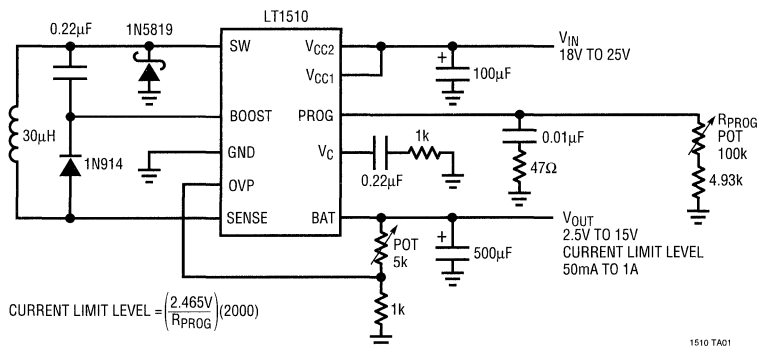 LT1510
0.22µF
1N5819
SW
VCC2
VIN
18V TO 25V
+
100µF
VCC1
BOOST
PROG
RPROG
POT
100k
30µH
1N914
GND
VC
1k
0.22µF
0.01µF
47Ω
4.93k
OVP
SENSE
BAT
VOUT
2.5V TO 15V
CURRENT LIMIT LEVEL
50mA TO 1A
POT
5k
+
500µF
1k
CURRENT LIMIT LEVEL = (2.465V / RPROG)(2000)
1510 TA01